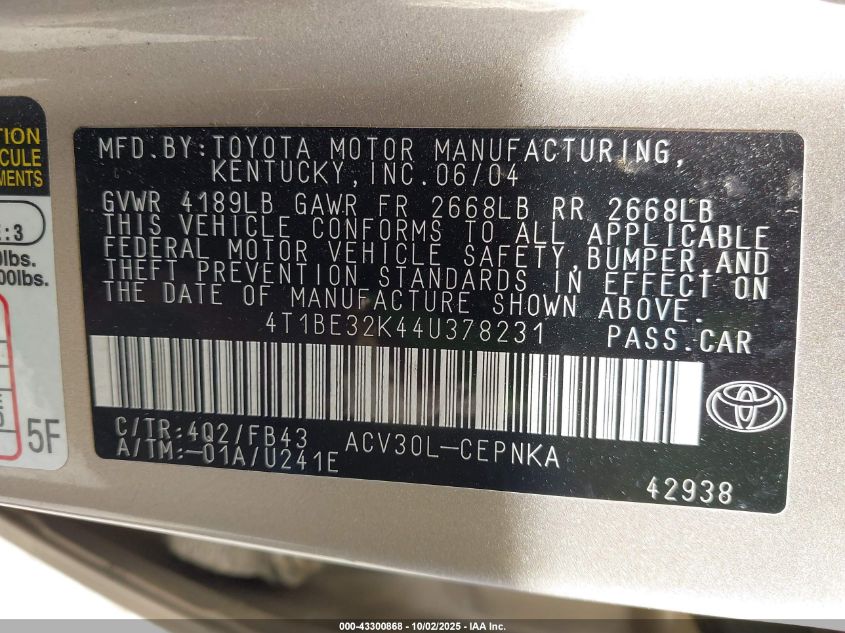 TION
CULE
MENTS
:3
lbs.
00lbs.
5F
MFD.BY:TOYOTA MOTOR MANUFACTURING,
KENTUCKY,INC.06/04
GVWR 4189LB GAWR FR 2668LB RR 2668LB
THIS VEHICLE CONFORMS TO ALL APPLICABLE
FEDERAL MOTOR VEHICLE SAFETY,BUMPER,AND
THEFT PREVENTION STANDARDS IN EFFECT ON
THE DATE OF MANUFACTURE SHOWN ABOVE.
4T1BE32K44U378231 PASS.CAR
C/TR:4Q2/FB43 ACV30L-CEPNKA
A/TM:-01A/U241E
42938
000-43300868 - 10/02/2025 - IAA Inc.